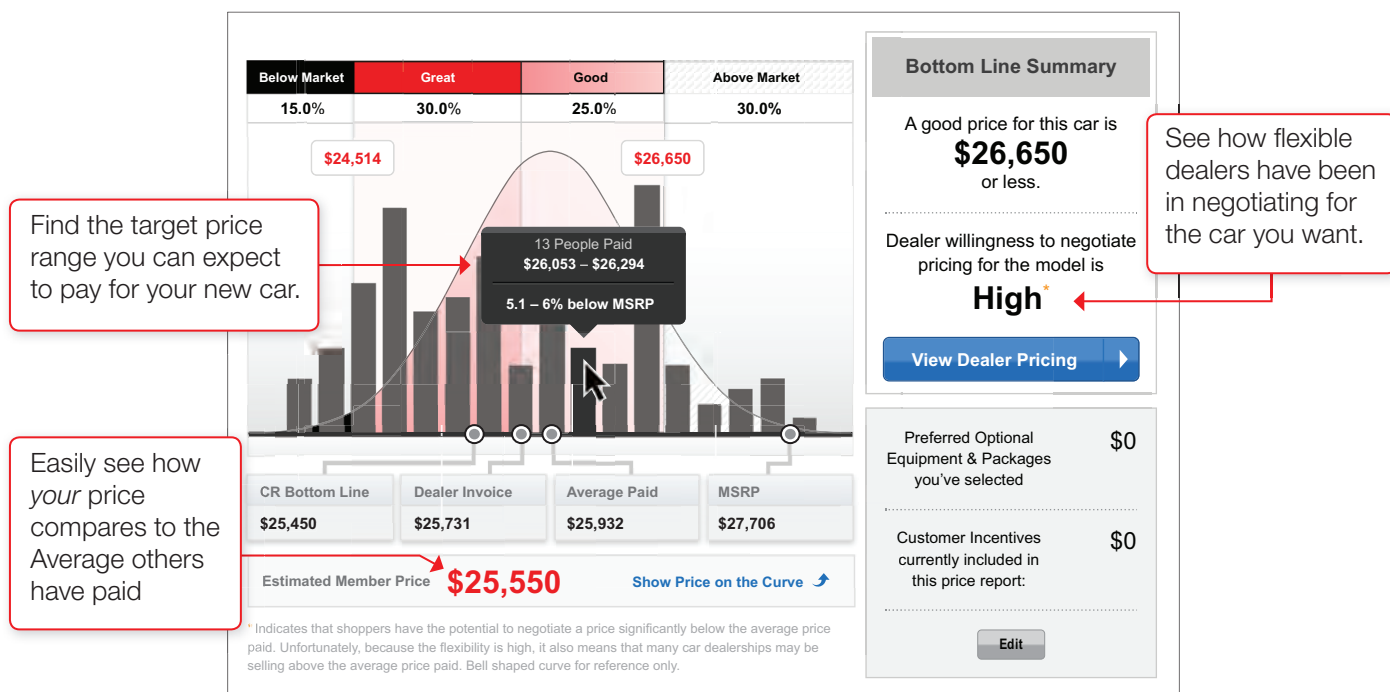 Below Market Great Good Above Market
15.0% 30.0% 25.0% 30.0%
$24,514
$26,650
13 People Paid
$26,053 – $26,294
5.1 – 6% below MSRP
Find the target price
range you can expect
to pay for your new car.
CR Bottom Line
$25,450
Dealer Invoice
$25,731
Average Paid
$25,932
MSRP
$27,706
Easily see how
your price
compares to the
Average others
have paid
Estimated Member Price $25,550 Show Price on the Curve
* Indicates that shoppers have the potential to negotiate a price significantly below the average price
paid. Unfortunately, because the flexibility is high, it also means that many car dealerships may be
selling above the average price paid. Bell shaped curve for reference only.
Bottom Line Summary
A good price for this car is
$26,650
or less.
Dealer willingness to negotiate
pricing for the model is
High*
View Dealer Pricing
See how flexible
dealers have been
in negotiating for
the car you want.
Preferred Optional
Equipment & Packages
you've selected
$0
Customer Incentives
currently included in
this price report:
$0
Edit